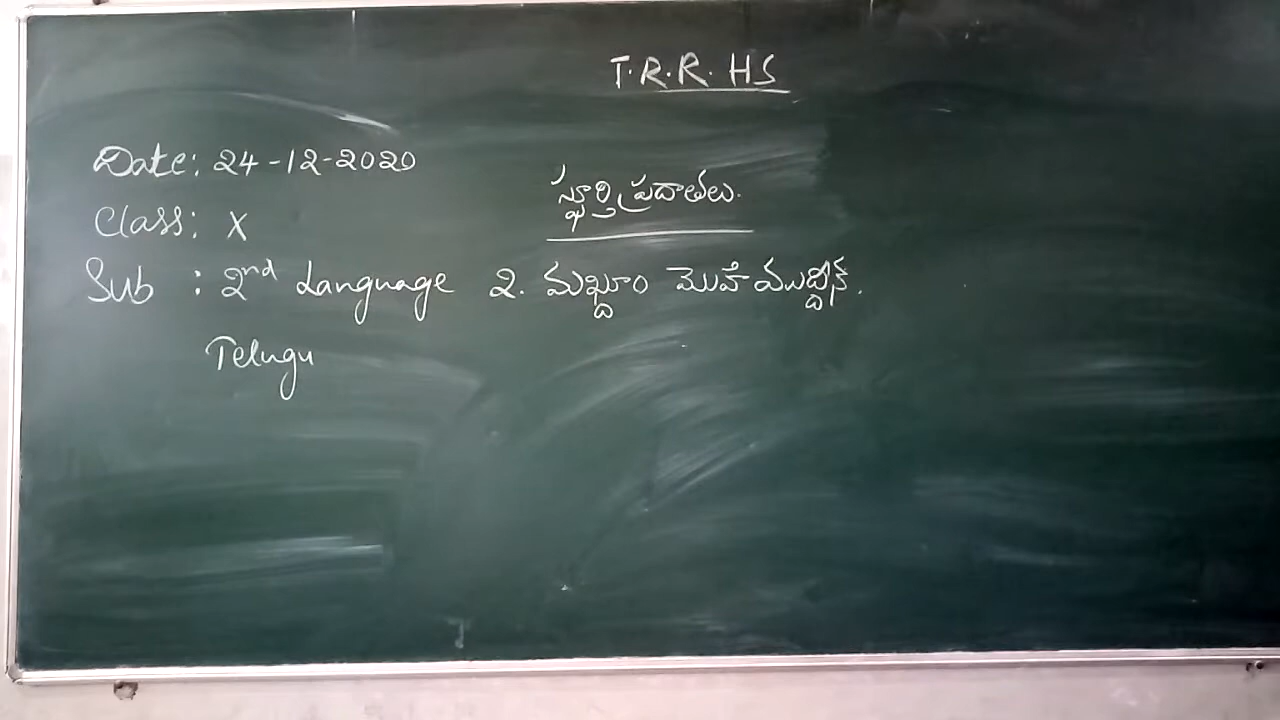 T.R.R. HS
Date: 24-12-2020
స్ఫూర్తి ప్రదాతలు.
Class: X
Sub : 2nd Language 2. మఖ్దూం మొహియుద్దీన్.
Telugu